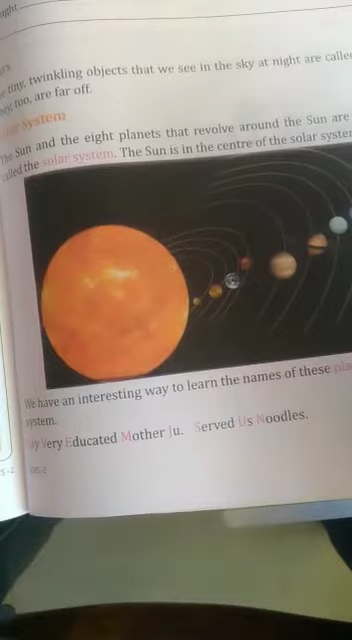 tiny, twinkling objects that we see in the sky at night are called
too, are far off.
System
The Sun and the eight planets that revolve around the Sun are
called the solar system. The Sun is in the centre of the solar system
We have an interesting way to learn the names of these
system.
Very Educated Mother Ju. Served Us Noodles.